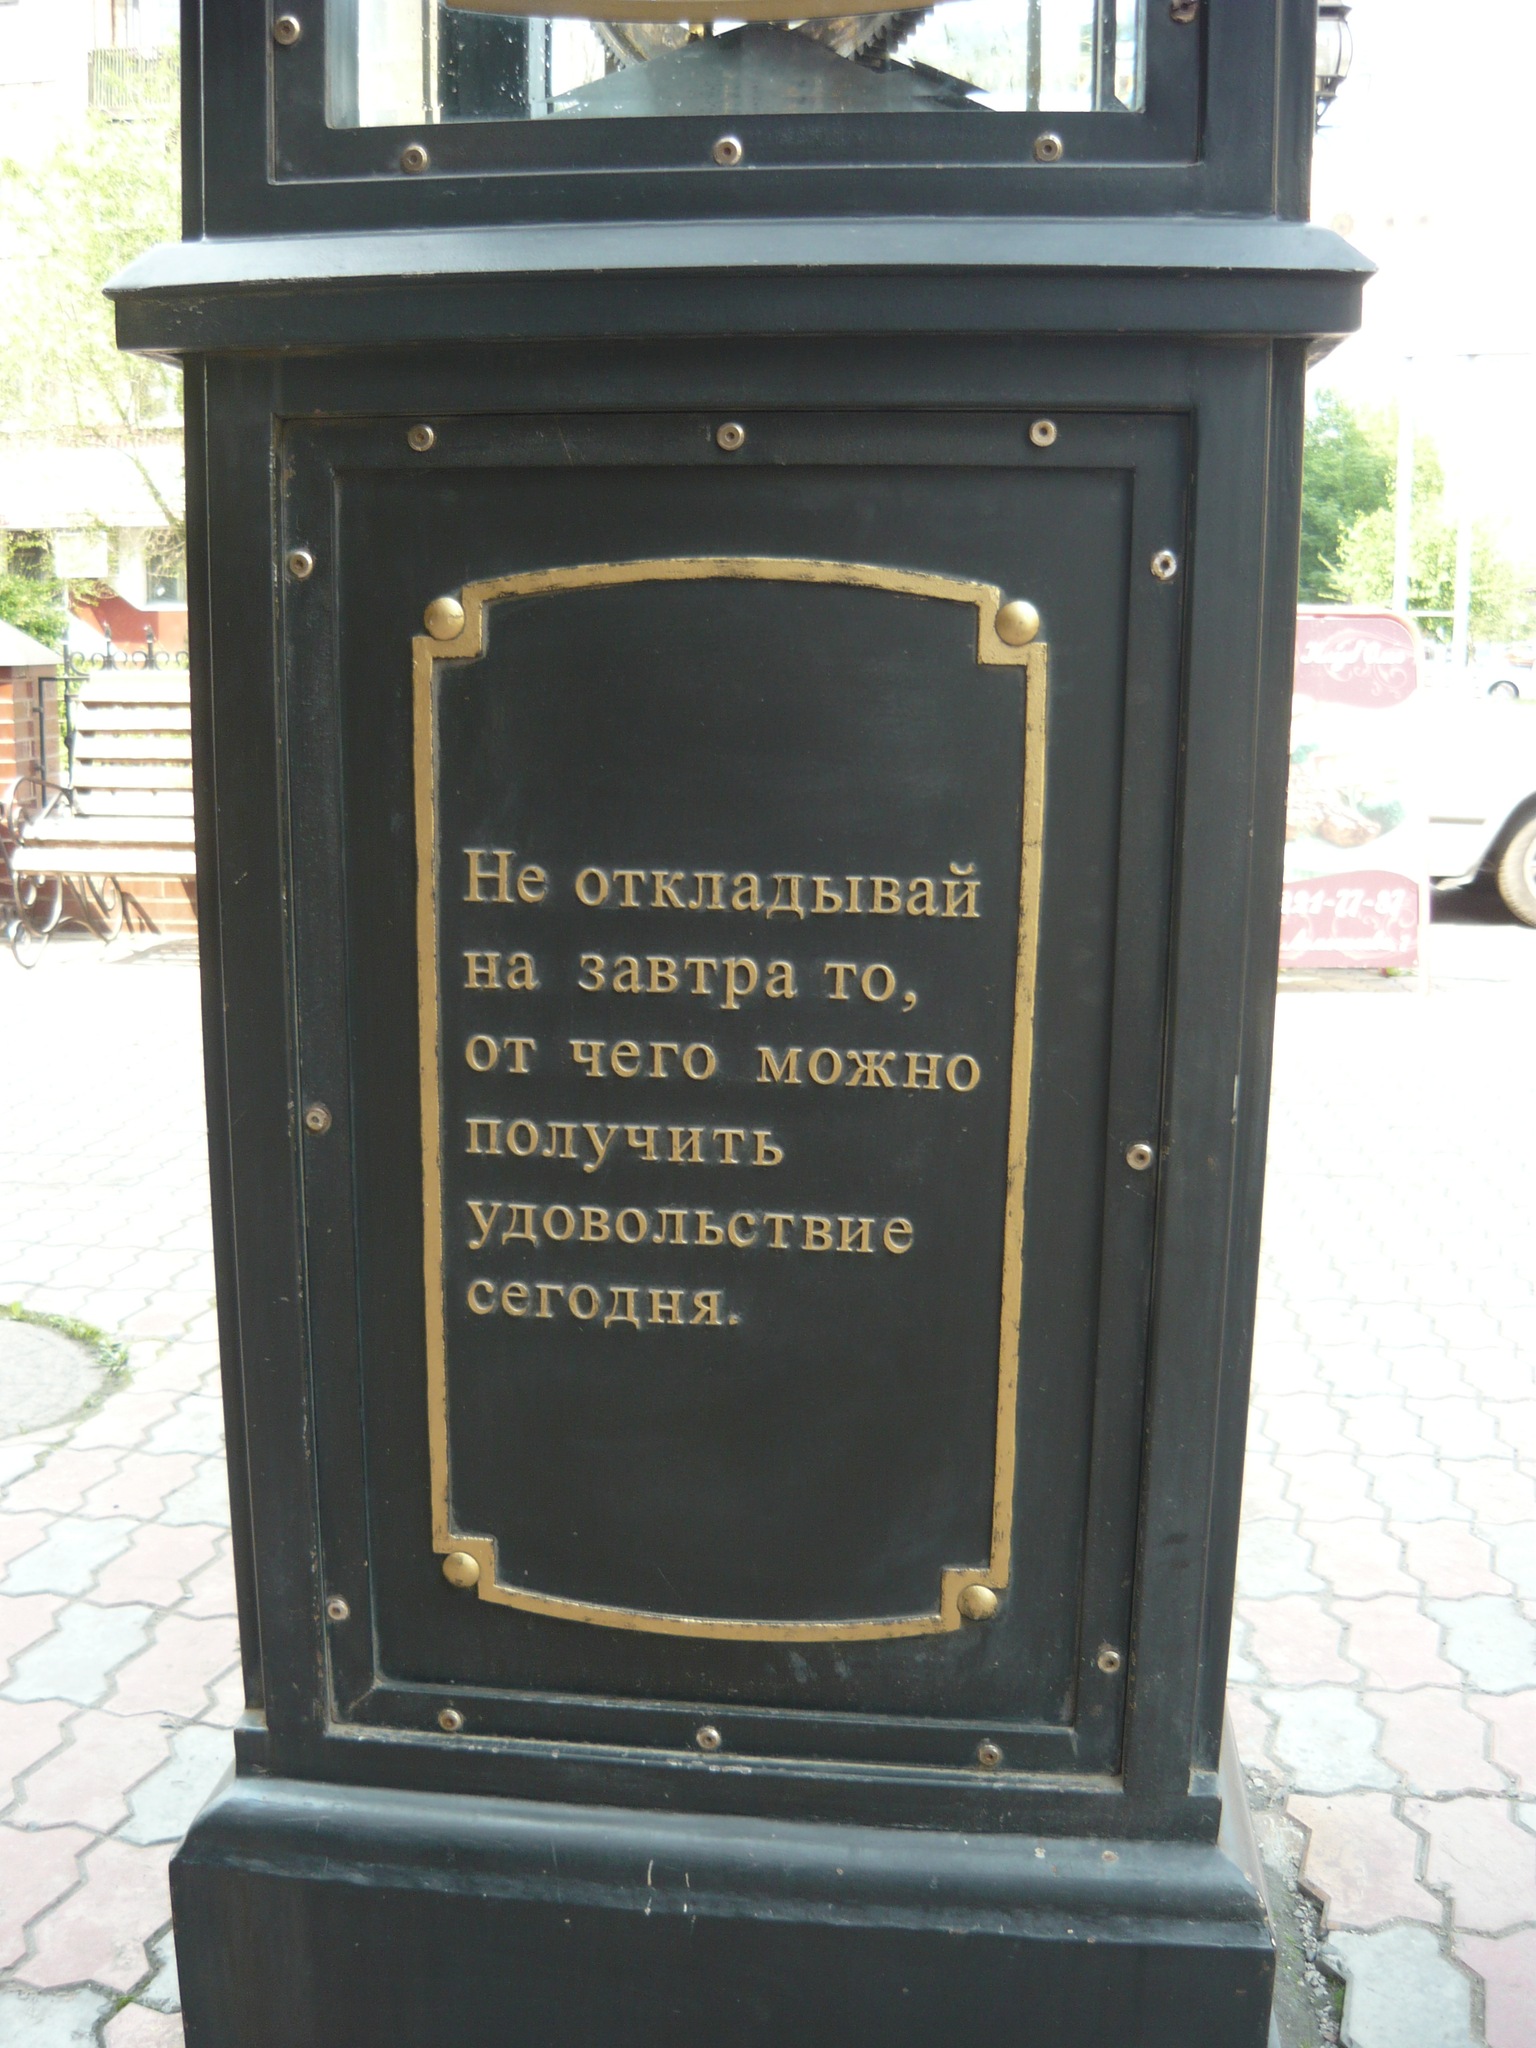 Не откладывай
на завтра то,
от чего можно
получить
удовольствие
сегодня.